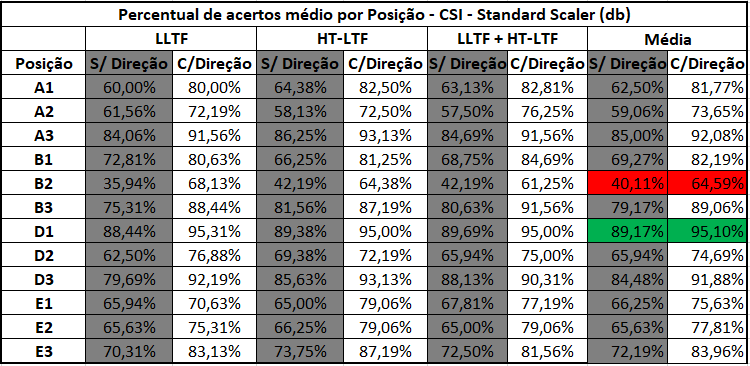 Percentual de acertos médio por Posição - CSI - Standard Scaler (db)
LLTF HT-LTF LLTF + HT-LTF Média
Posição S/ Direção C/Direção S/ Direção C/Direção S/ Direção C/Direção S/ Direção C/Direção
A1 60,00% 80,00% 64,38% 82,50% 63,13% 82,81% 62,50% 81,77%
A2 61,56% 72,19% 58,13% 72,50% 57,50% 76,25% 59,06% 73,65%
A3 84,06% 91,56% 86,25% 93,13% 84,69% 91,56% 85,00% 92,08%
B1 72,81% 80,63% 66,25% 81,25% 68,75% 84,69% 69,27% 82,19%
B2 35,94% 68,13% 42,19% 64,38% 42,19% 61,25% 40,11% 64,59%
B3 75,31% 88,44% 81,56% 87,19% 80,63% 91,56% 79,17% 89,06%
D1 88,44% 95,31% 89,38% 95,00% 89,69% 95,00% 89,17% 95,10%
D2 62,50% 76,88% 69,38% 72,19% 65,94% 75,00% 65,94% 74,69%
D3 79,69% 92,19% 85,63% 93,13% 88,13% 90,31% 84,48% 91,88%
E1 65,94% 70,63% 65,00% 79,06% 67,81% 77,19% 66,25% 75,63%
E2 65,63% 75,31% 66,25% 79,06% 65,00% 79,06% 65,63% 77,81%
E3 70,31% 83,13% 73,75% 87,19% 72,50% 81,56% 72,19% 83,96%